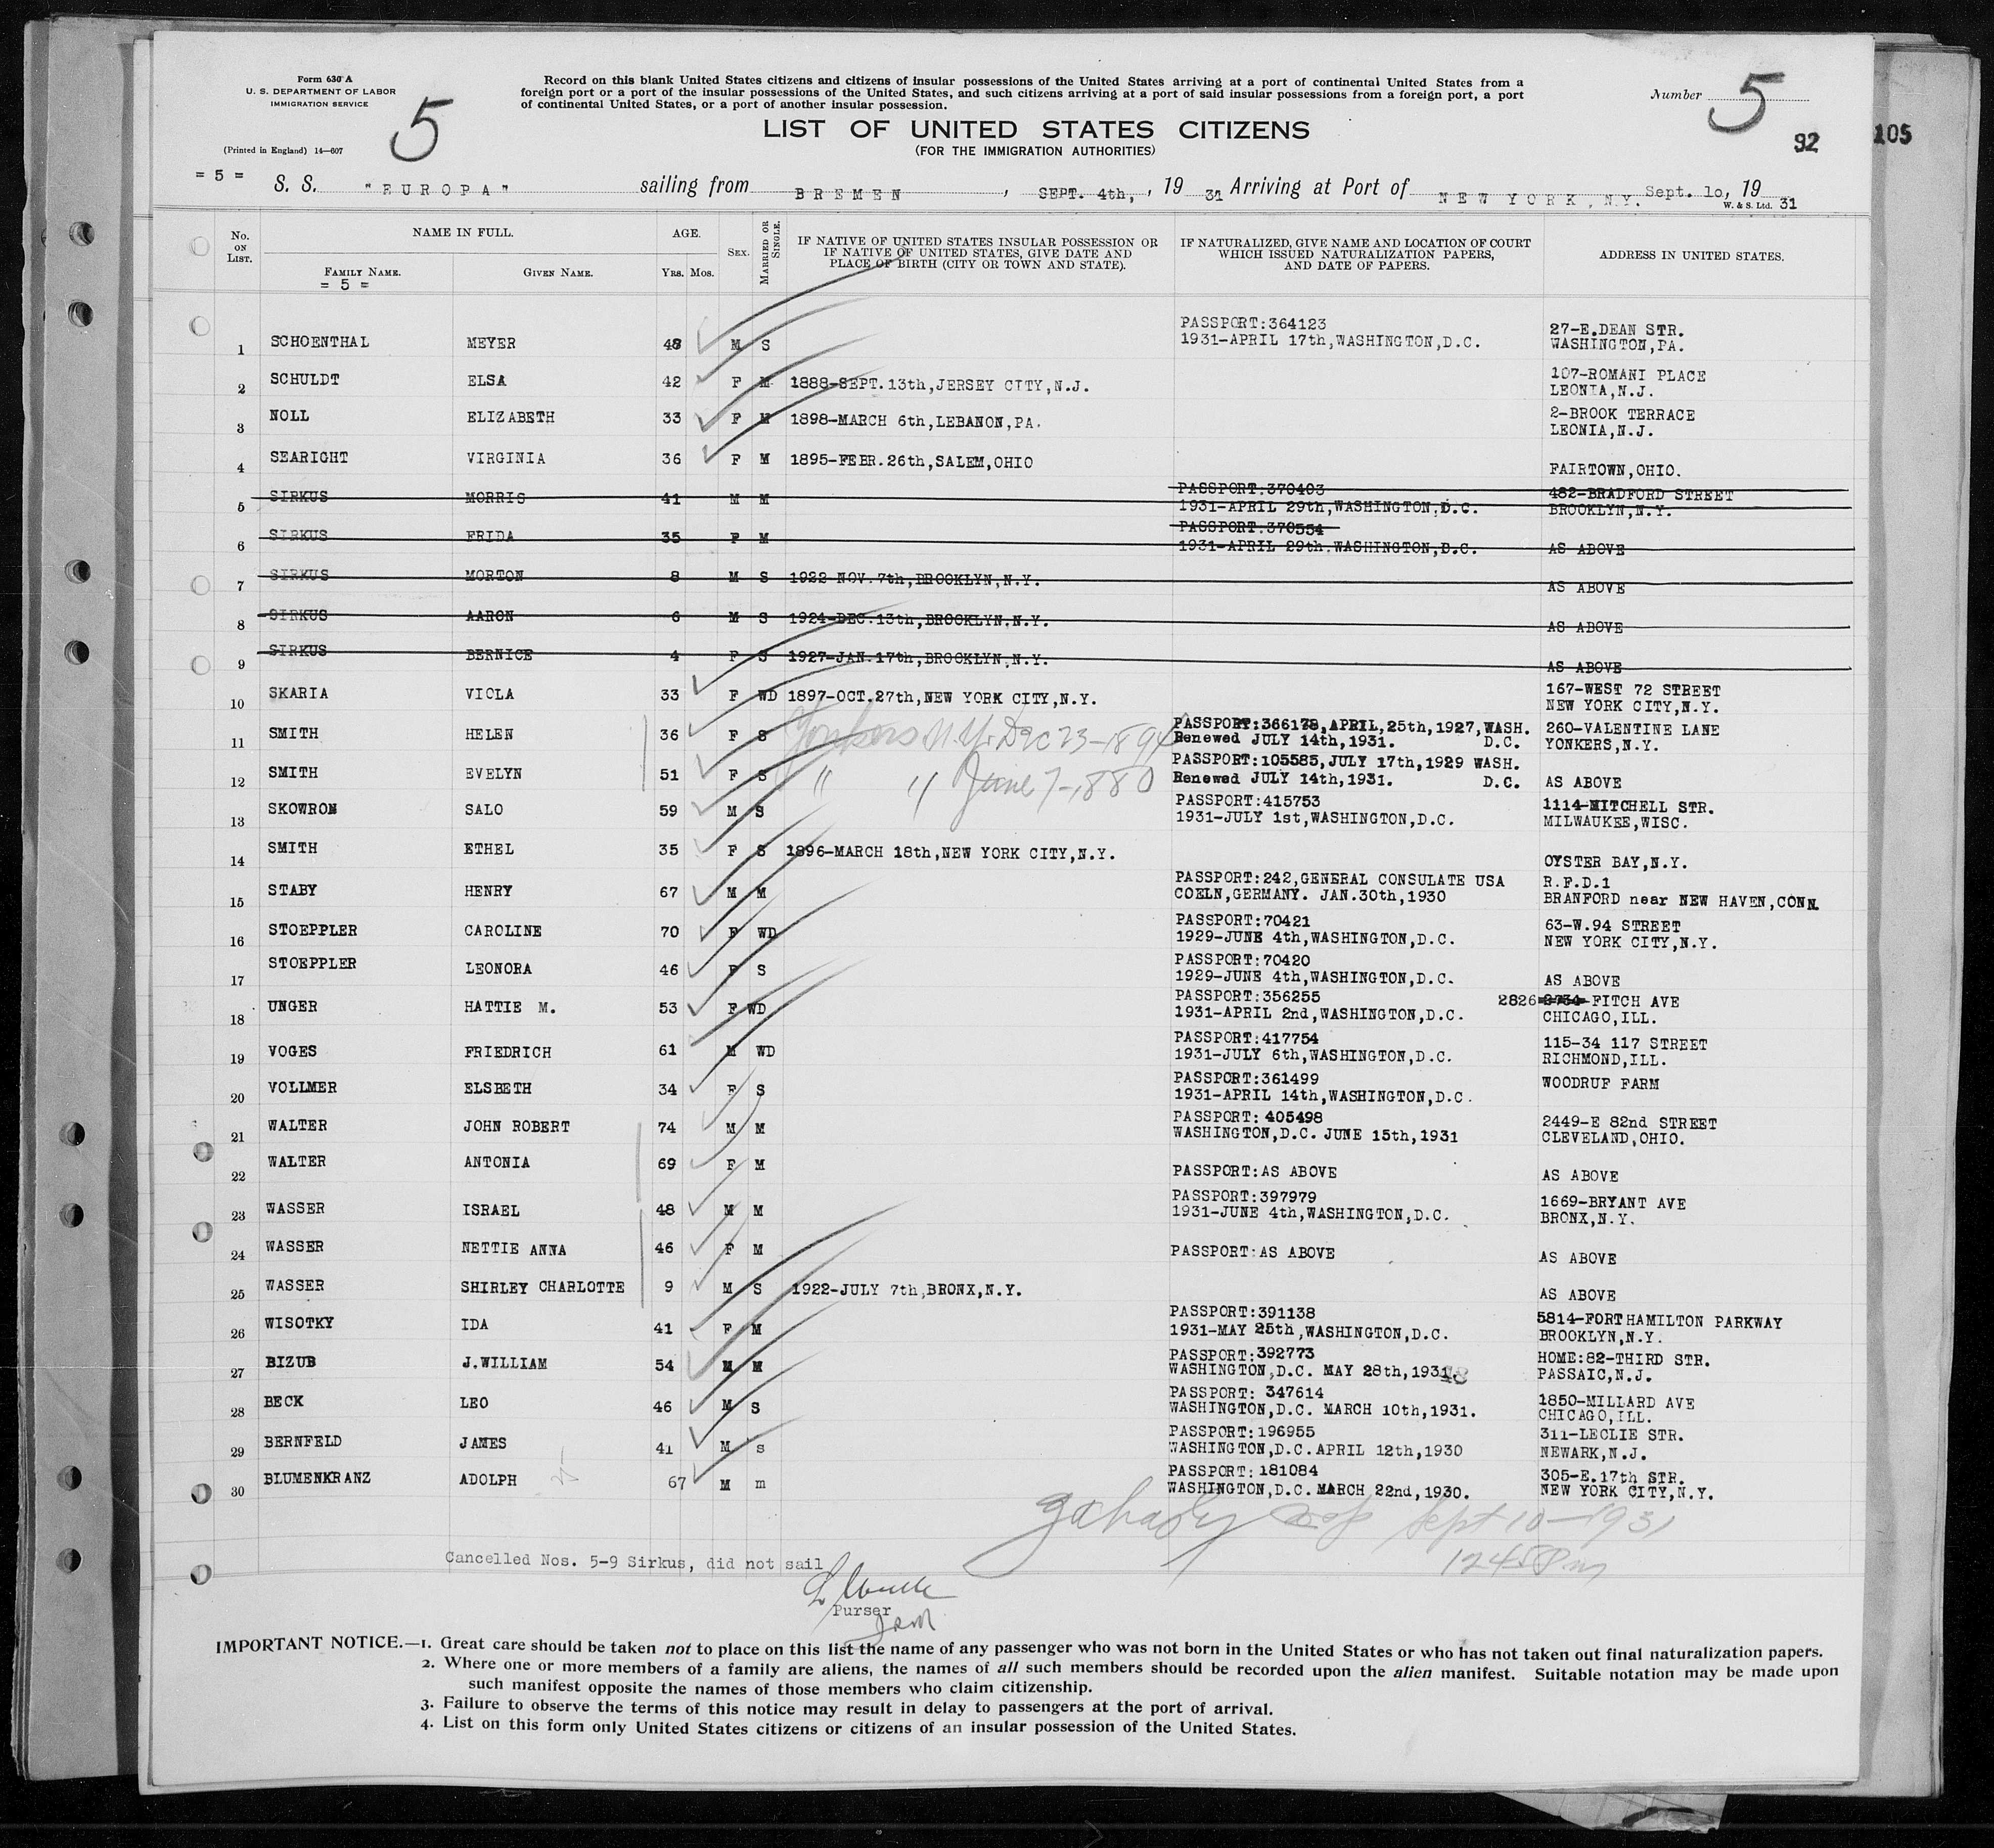 Form 630 A
U. S. DEPARTMENT OF LABOR
IMMIGRATION SERVICE
(Printed in England) 14—607
5
Record on this blank United States citizens and citizens of insular possessions of the United States arriving at a port of continental United States from a
foreign port or a port of the insular possessions of the United States, and such citizens arriving at a port of said insular possessions from a foreign port, a port
of continental United States, or a port of another insular possession.
Number 5
92
105
LIST OF UNITED STATES CITIZENS
(FOR THE IMMIGRATION AUTHORITIES)
= 5 = S. S. "EUROPA" sailing from BREMEN, SEPT. 4th, , 19 31 Arriving at Port of NEW YORK, N.Y. Sept. 10, 19 31
W. & S. Ltd.
No. ON LIST. NAME IN FULL. AGE. SEX. MARRIED OR SINGLE. IF NATIVE OF UNITED STATES INSULAR POSSESSION OR IF NATIVE OF UNITED STATES, GIVE DATE AND PLACE OF BIRTH (CITY OR TOWN AND STATE). IF NATURALIZED, GIVE NAME AND LOCATION OF COURT WHICH ISSUED NATURALIZATION PAPERS, AND DATE OF PAPERS. ADDRESS IN UNITED STATES.
FAMILY NAME. GIVEN NAME. YRS. MOS.
= 5 =
PASSPORT:364123 27-E.DEAN STR.
1 SCHOENTHAL MEYER 48 M S 1931-APRIL 17th,WASHINGTON,D.C. WASHINGTON,PA.
107-ROMANI PLACE
2 SCHULDT ELSA 42 F M 1888-SEPT.13th,JERSEY CITY,N.J. LEONIA,N.J.
2-BROOK TERRACE
3 NOLL ELIZABETH 33 F M 1898-MARCH 6th,LEBANON,PA. LEONIA,N.J.
4 SEARIGHT VIRGINIA 36 F M 1895-FEBR.26th,SALEM,OHIO FAIRTOWN,OHIO.
PASSPORT:370403 482-BRADFORD STREET
5 SIRKUS MORRIS 41 M M 1931-APRIL 29th,WASHINGTON,D.C. BROOKLYN,N.Y.
PASSPORT:370554
6 SIRKUS FRIDA 35 F M 1931-APRIL 29th.WASHINGTON,D.C. AS ABOVE
7 SIRKUS MORTON 8 M S 1922-NOV.7th,BROOKLYN,N.Y. AS ABOVE
8 SIRKUS AARON 6 M S 1924-DEC.13th,BROOKLYN.N.Y. AS ABOVE
9 SIRKUS BERNICE 4 F S 1927-JAN.17th,BROOKLYN,N.Y. AS ABOVE
167-WEST 72 STREET
10 SKARIA VIOLA 33 F WD 1897-OCT.27th,NEW YORK CITY,N.Y. NEW YORK CITY,N.Y.
PASSPORT:366178,APRIL,25th,1927,WASH. 260-VALENTINE LANE
11 SMITH HELEN 36 F S Yonkers N.Y. Dec 23-1894 Renewed JULY 14th,1931. D.C. YONKERS,N.Y.
PASSPORT:105585,JULY 17th,1929 WASH.
12 SMITH EVELYN 51 F S " " June 7-1880 Renewed JULY 14th,1931. D.C. AS ABOVE
PASSPORT:415753 1114-MITCHELL STR.
13 SKOWRON SALO 59 M S 1931-JULY 1st,WASHINGTON,D.C. MILWAUKEE,WISC.
14 SMITH ETHEL 35 F S 1896-MARCH 18th,NEW YORK CITY,N.Y. OYSTER BAY,N.Y.
PASSPORT:242,GENERAL CONSULATE USA R.F.D.1
15 STABY HENRY 67 M M COELN,GERMANY. JAN.30th,1930 BRANFORD near NEW HAVEN,CONN.
PASSPORT:70421 63-W.94 STREET
16 STOEPPLER CAROLINE 70 F WD 1929-JUNE 4th,WASHINGTON,D.C. NEW YORK CITY,N.Y.
PASSPORT:70420
17 STOEPPLER LEONORA 46 F S 1929-JUNE 4th,WASHINGTON,D.C. AS ABOVE
PASSPORT:356255 2826 2734-FITCH AVE
18 UNGER HATTIE M. 53 F WD 1931-APRIL 2nd,WASHINGTON,D.C. CHICAGO,ILL.
PASSPORT:417754 115-34 117 STREET
19 VOGES FRIEDRICH 61 M WD 1931-JULY 6th,WASHINGTON,D.C. RICHMOND,ILL.
PASSPORT:361499 WOODRUF FARM
20 VOLLMER ELSBETH 34 F S 1931-APRIL 14th,WASHINGTON,D.C.
PASSPORT: 405498 2449-E 82nd STREET
21 WALTER JOHN ROBERT 74 M M WASHINGTON,D.C. JUNE 15th,1931 CLEVELAND,OHIO.
22 WALTER ANTONIA 69 F M PASSPORT:AS ABOVE AS ABOVE
PASSPORT:397979 1669-BRYANT AVE
23 WASSER ISRAEL 48 M M 1931-JUNE 4th,WASHINGTON,D.C. BRONX,N.Y.
24 WASSER NETTIE ANNA 46 F M PASSPORT:AS ABOVE AS ABOVE
25 WASSER SHIRLEY CHARLOTTE 9 M S 1922-JULY 7th,BRONX,N.Y. AS ABOVE
PASSPORT:391138 5814-FORT HAMILTON PARKWAY
26 WISOTKY IDA 41 F M 1931-MAY 25th,WASHINGTON,D.C. BROOKLYN,N.Y.
PASSPORT:392773 HOME:82-THIRD STR.
27 BIZUB J.WILLIAM 54 M M WASHINGTON,D.C. MAY 28th,1931 PASSAIC,N.J.
PASSPORT: 347614 1850-MILLARD AVE
28 BECK LEO 46 M S WASHINGTON,D.C. MARCH 10th,1931. CHICAGO,ILL.
PASSPORT:196955 311-LECLIE STR.
29 BERNFELD JAMES 41 M s WASHINGTON,D.C.APRIL 12th,1930 NEWARK,N.J.
PASSPORT:181084 305-E.17th STR.
30 BLUMENKRANZ ADOLPH 67 M m WASHINGTON,D.C. MARCH 22nd,1930. NEW YORK CITY,N.Y.
Sept 10-1931
1245 Pm
Cancelled Nos. 5-9 Sirkus, did not sail
Purser
IMPORTANT NOTICE.—1. Great care should be taken not to place on this list the name of any passenger who was not born in the United States or who has not taken out final naturalization papers.
2. Where one or more members of a family are aliens, the names of all such members should be recorded upon the alien manifest. Suitable notation may be made upon
such manifest opposite the names of those members who claim citizenship.
3. Failure to observe the terms of this notice may result in delay to passengers at the port of arrival.
4. List on this form only United States citizens or citizens of an insular possession of the United States.